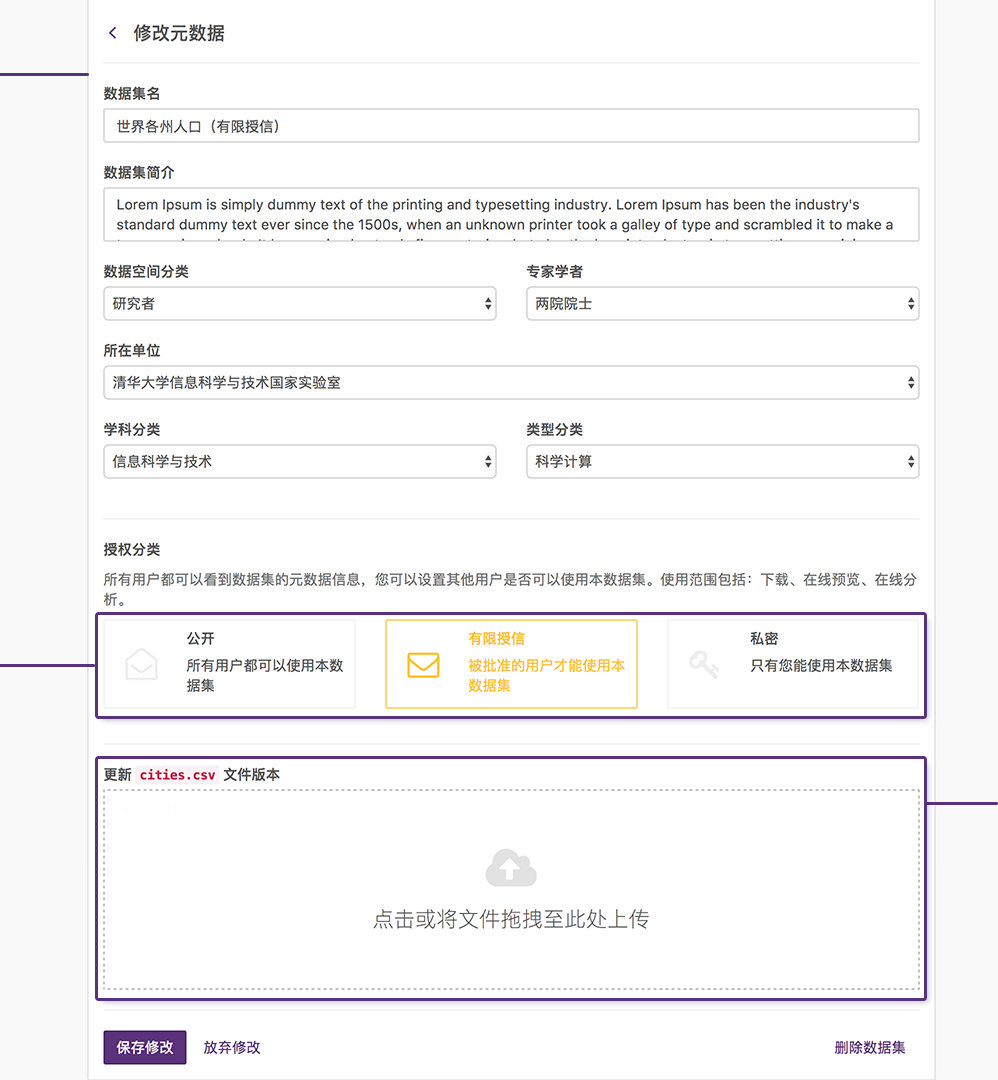 修改元数据
数据集名
世界各州人口（有限授信）
数据集简介
Lorem Ipsum is simply dummy text of the printing and typesetting industry. Lorem Ipsum has been the industry's
standard dummy text ever since the 1500s, when an unknown printer took a galley of type and scrambled it to make a
数据空间分类
专家学者
研究者
两院院士
所在单位
清华大学信息科学与技术国家实验室
学科分类
类型分类
信息科学与技术
科学计算
授权分类
所有用户都可以看到数据集的元数据信息，您可以设置其他用户是否可以使用本数据集。使用范围包括：下载、在线预览、在线分
析。
公开
所有用户都可以使用本数
据集
有限授信
被批准的用户才能使用本
数据集
私密
只有您能使用本数据集
更新 cities.csv 文件版本
点击或将文件拖拽至此处上传
保存修改
放弃修改
删除数据集